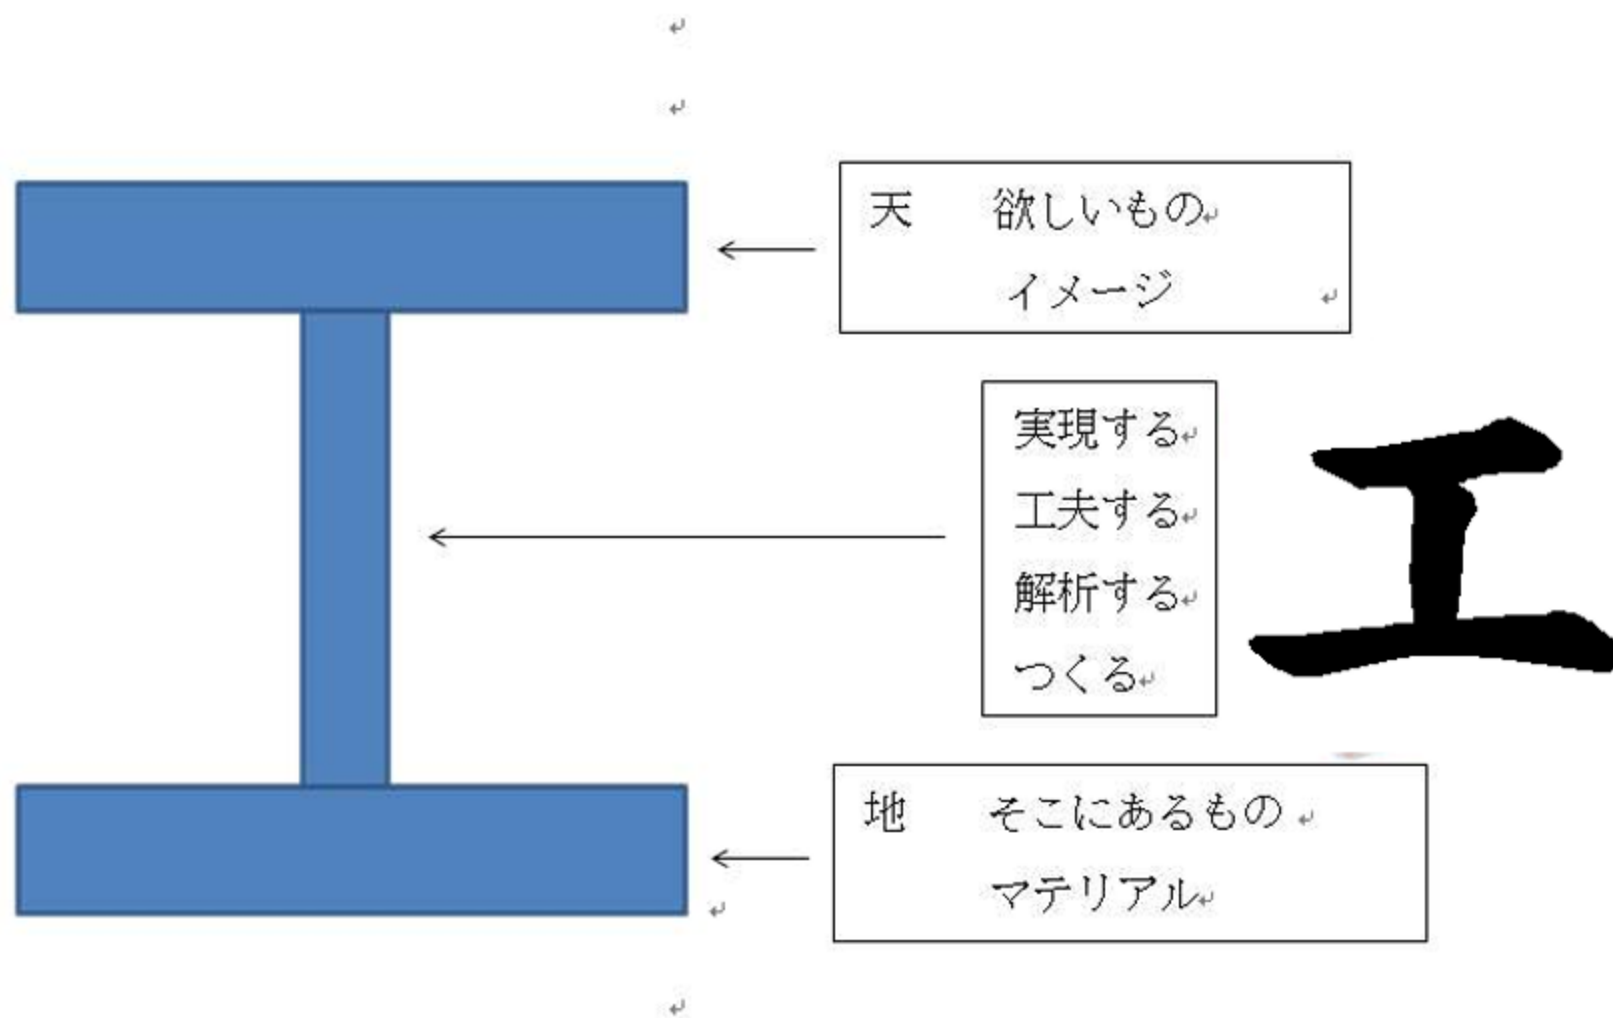 天　欲しいもの
イメージ
実現する
工夫する
解析する
つくる
工
地　そこにあるもの
マテリアル